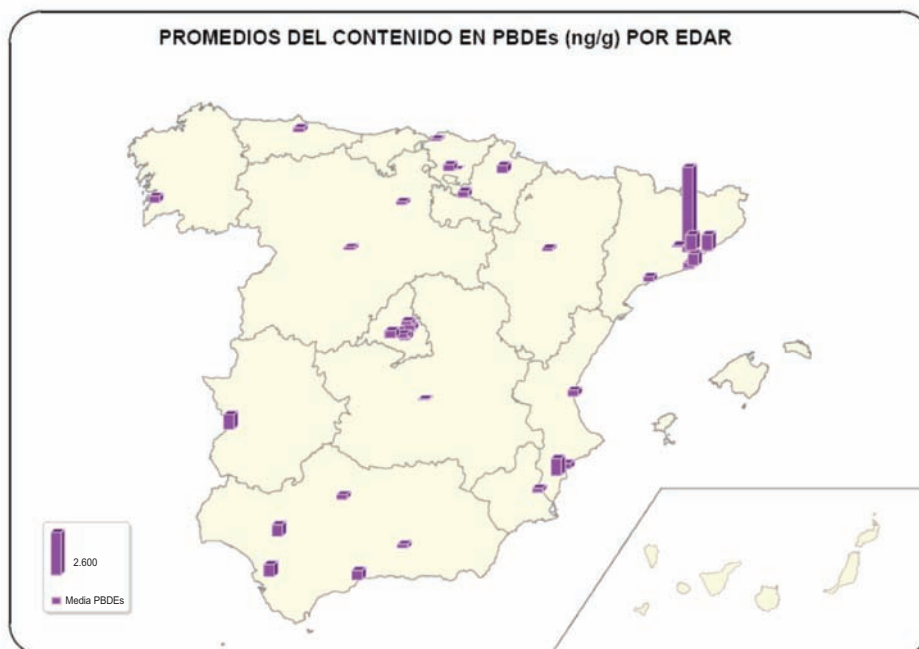 PROMEDIOS DEL CONTENIDO EN PBDEs (ng/g) POR EDAR
2.600
Media PBDEs